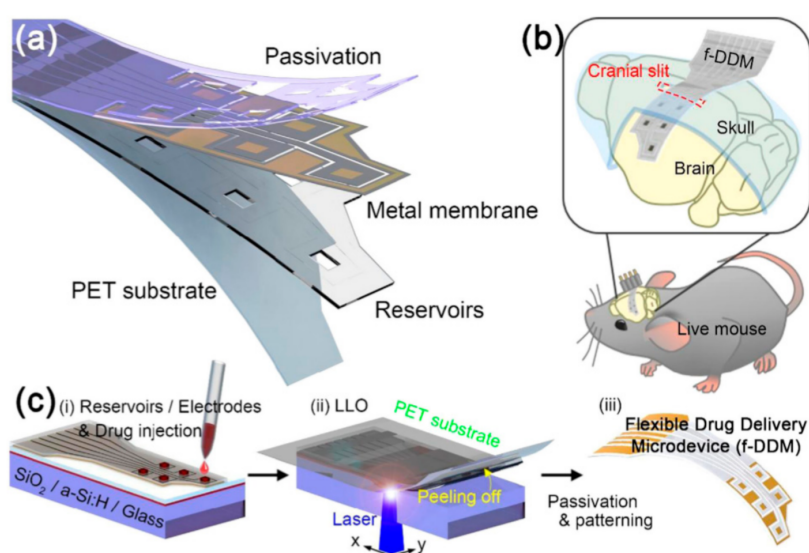 (a)
Passivation
Metal membrane
PET substrate
Reservoirs
(b)
f-DDM
Cranial slit
Skull
Brain
Live mouse
(c)
(i) Reservoirs / Electrodes
& Drug injection
SiO₂ / a-Si:H / Glass
(ii) LLO
PET substrate
Peeling off
Laser
x
y
Passivation
& patterning
(iii)
Flexible Drug Delivery
Microdevice (f-DDM)